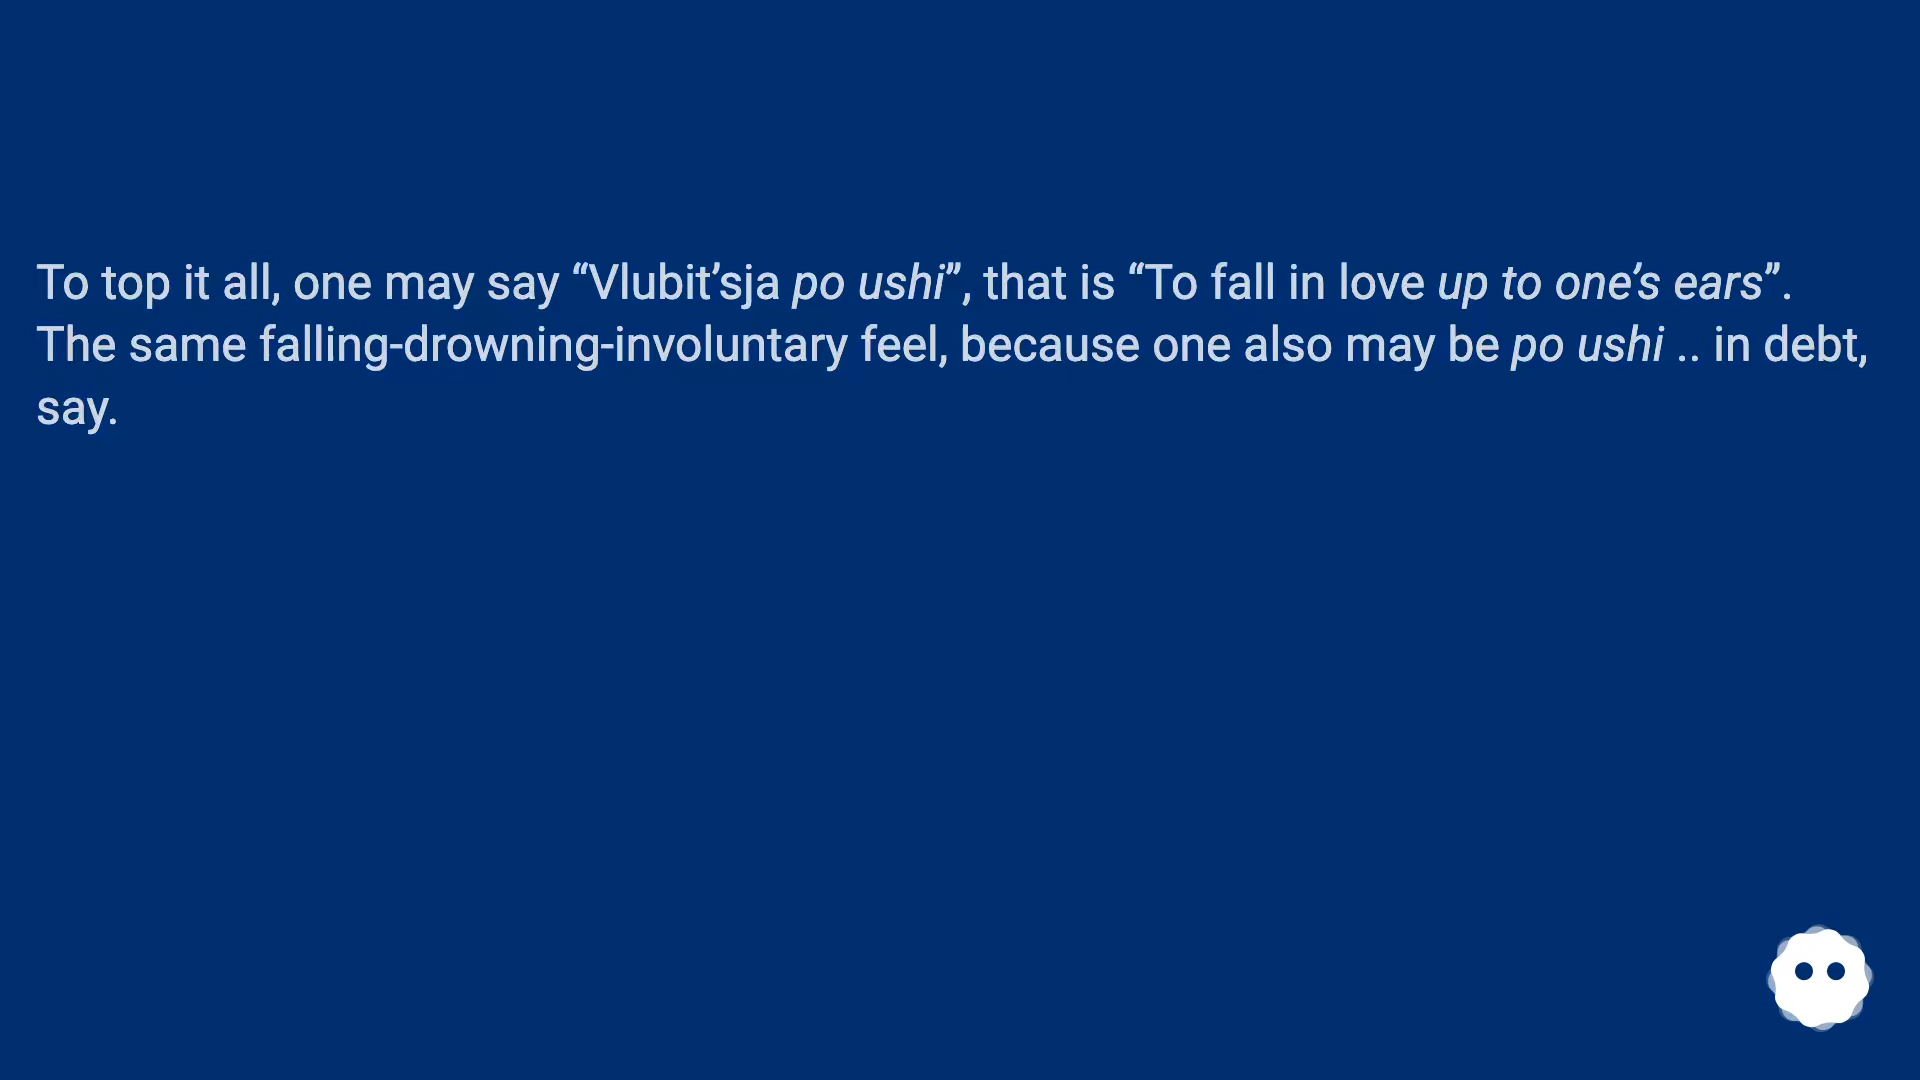 To top it all, one may say “Vlubit’sja po ushi”, that is “To fall in love up to one’s ears”.
The same falling-drowning-involuntary feel, because one also may be po ushi .. in debt,
say.